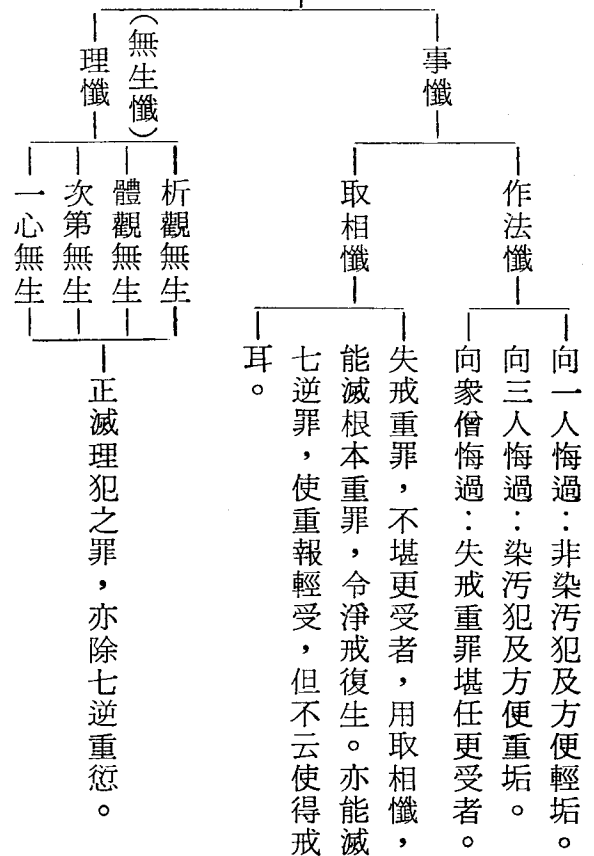 事懺
作法懺
向一人悔過：非染汚犯及方便輕垢。
向三人悔過：染汚犯及方便重垢。
向衆僧悔過：失戒重罪堪任更受者。
取相懺
失戒重罪，不堪更受者，用取相懺，
能滅根本重罪，令淨戒復生。亦能滅
七逆罪，使重報輕受，但不云使得戒
耳。
（無生懺）
理懺
析觀無生
體觀無生
次第無生
一心無生
正滅理犯之罪，亦除七逆重愆。